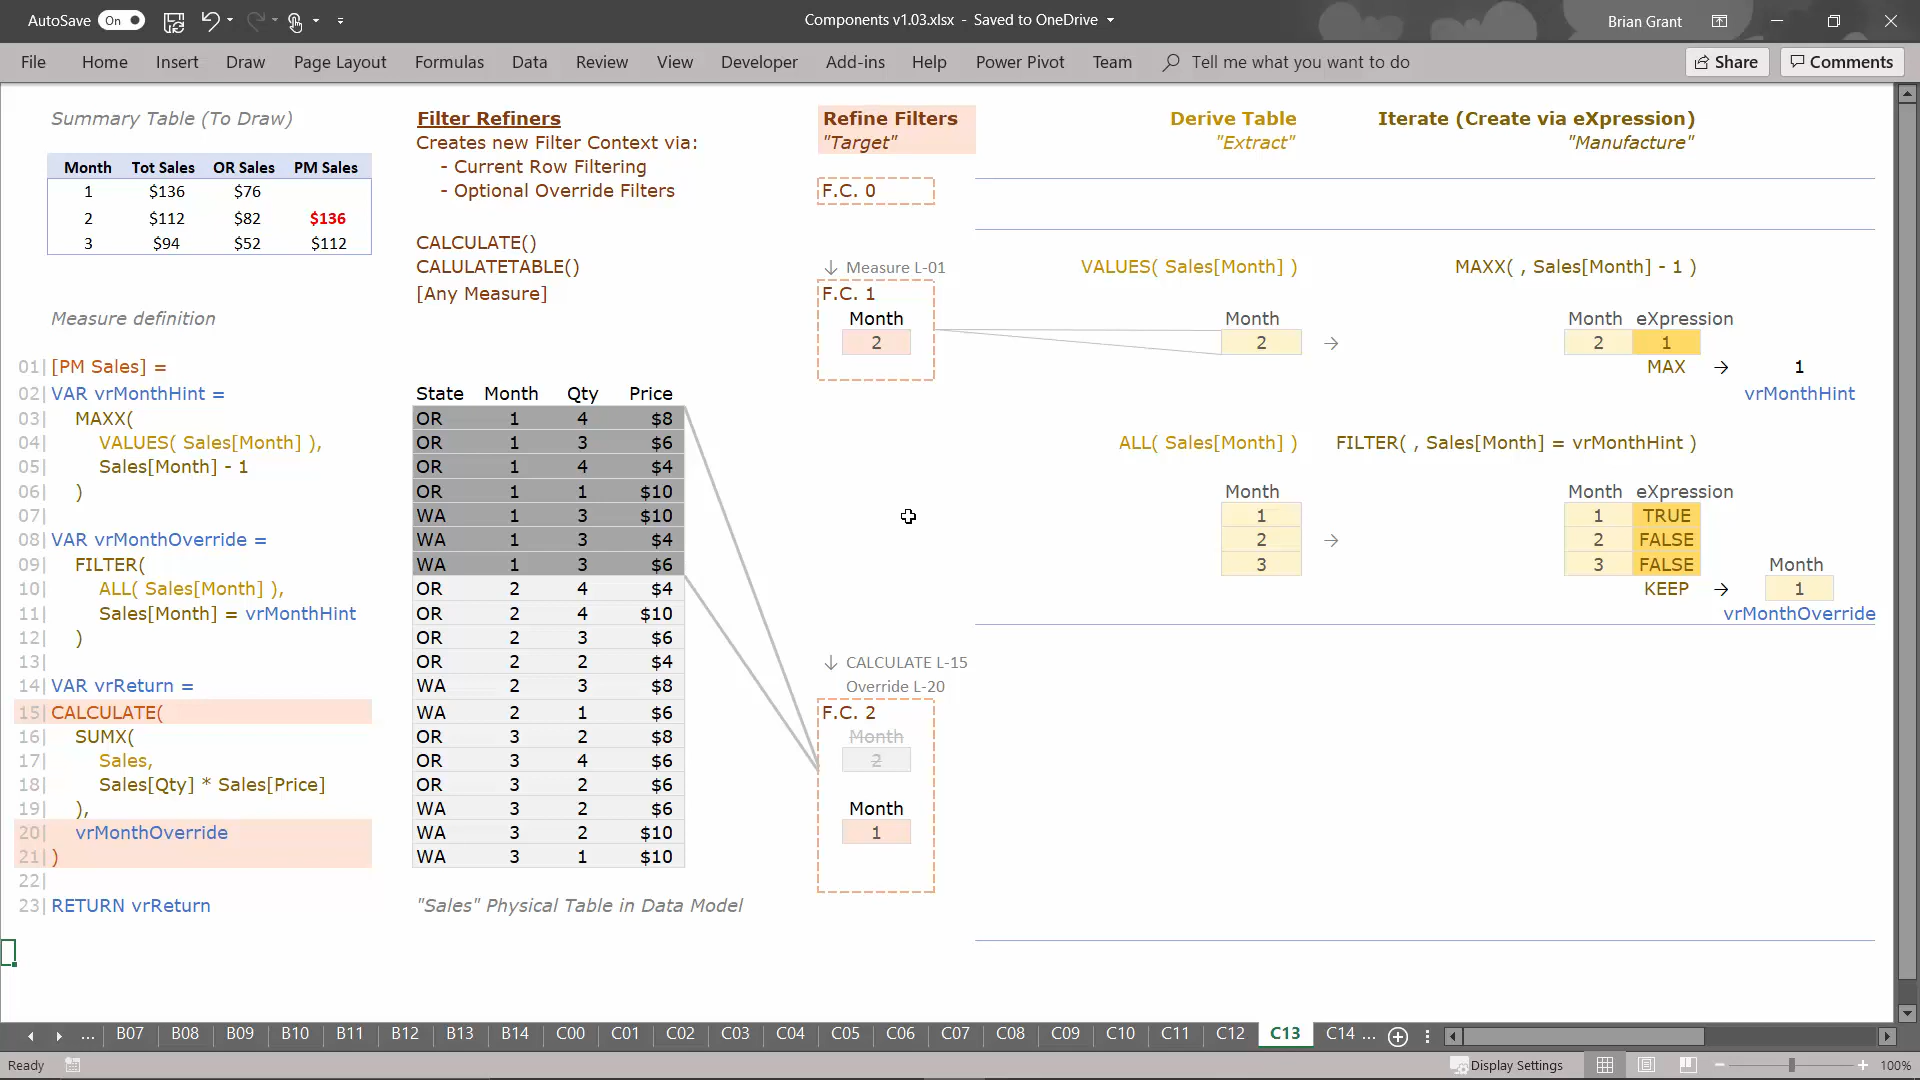 AutoSave On Components v1.03.xlsx - Saved to OneDrive Brian Grant
File Home Insert Draw Page Layout Formulas Data Review View Developer Add-ins Help Power Pivot Team Tell me what you want to do Share Comments
Summary Table (To Draw)
Month Tot Sales OR Sales PM Sales
1 $136 $76
2 $112 $82 $136
3 $94 $52 $112
Measure definition
01| [PM Sales] =
02| VAR vrMonthHint =
03| MAXX(
04| VALUES( Sales[Month] ),
05| Sales[Month] - 1
06| )
07|
08| VAR vrMonthOverride =
09| FILTER(
10| ALL( Sales[Month] ),
11| Sales[Month] = vrMonthHint
12| )
13|
14| VAR vrReturn =
15| CALCULATE(
16| SUMX(
17| Sales,
18| Sales[Qty] * Sales[Price]
19| ),
20| vrMonthOverride
21| )
22|
23| RETURN vrReturn
Filter Refiners
Creates new Filter Context via:
- Current Row Filtering
- Optional Override Filters
CALCULATE()
CALULATETABLE()
[Any Measure]
State Month Qty Price
OR 1 4 $8
OR 1 3 $6
OR 1 4 $4
OR 1 1 $10
WA 1 3 $10
WA 1 3 $4
WA 1 3 $6
OR 2 4 $4
OR 2 4 $10
OR 2 3 $6
OR 2 2 $4
WA 2 3 $8
WA 2 1 $6
OR 3 2 $8
OR 3 4 $6
OR 3 2 $6
WA 3 2 $6
WA 3 2 $10
WA 3 1 $10
"Sales" Physical Table in Data Model
Refine Filters
"Target"
F.C. 0
↓ Measure L-01
F.C. 1
Month
2
↓ CALCULATE L-15
Override L-20
F.C. 2
Month
2
Month
1
Derive Table
"Extract"
VALUES( Sales[Month] )
Month
2 →
ALL( Sales[Month] )
Month
1
2 →
3
Iterate (Create via eXpression)
"Manufacture"
MAXX( , Sales[Month] - 1 )
Month eXpression
2 1
MAX → 1
vrMonthHint
FILTER( , Sales[Month] = vrMonthHint )
Month eXpression
1 TRUE
2 FALSE
3 FALSE Month
KEEP → 1
vrMonthOverride
... B07 B08 B09 B10 B11 B12 B13 B14 C00 C01 C02 C03 C04 C05 C06 C07 C08 C09 C10 C11 C12 C13 C14 ...
Ready Display Settings 100%